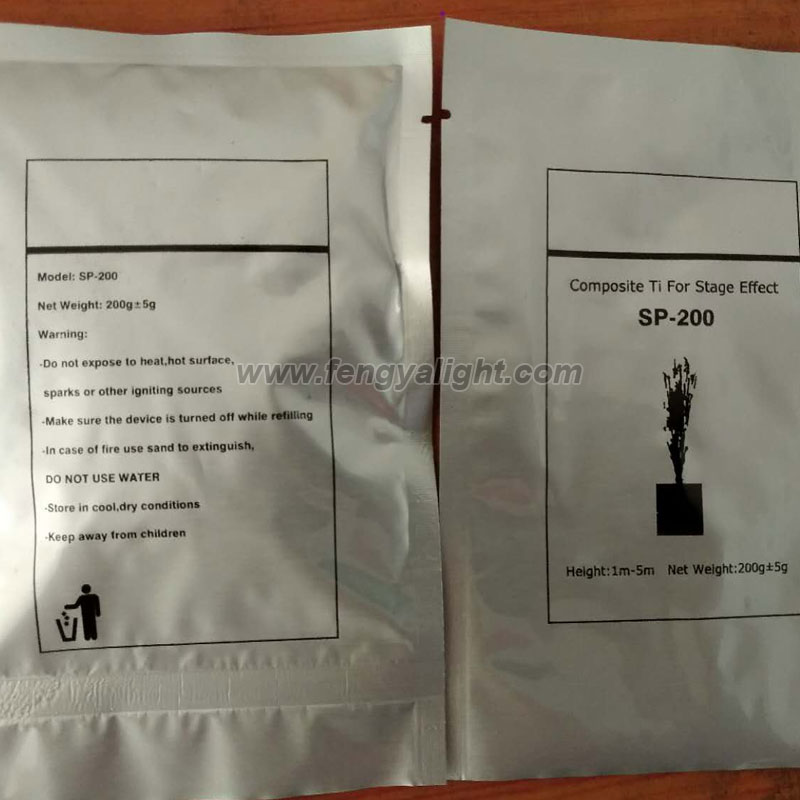 Model: SP-200
Net Weight: 200g±5g
Warning:
-Do not expose to heat,hot surface,
sparks or other igniting sources
-Make sure the device is turned off while refilling
-In case of fire use sand to extinguish,
DO NOT USE WATER
-Store in cool,dry conditions
-Keep away from children
Composite Ti For Stage Effect
SP-200
Height:1m-5m Net Weight:200g±5g
www.fengyalight.com